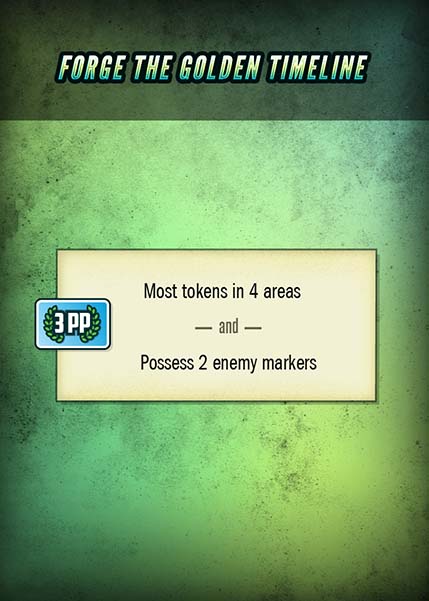 FORGE THE GOLDEN TIMELINE
Most tokens in 4 areas
— and —
3 PP
Possess 2 enemy markers